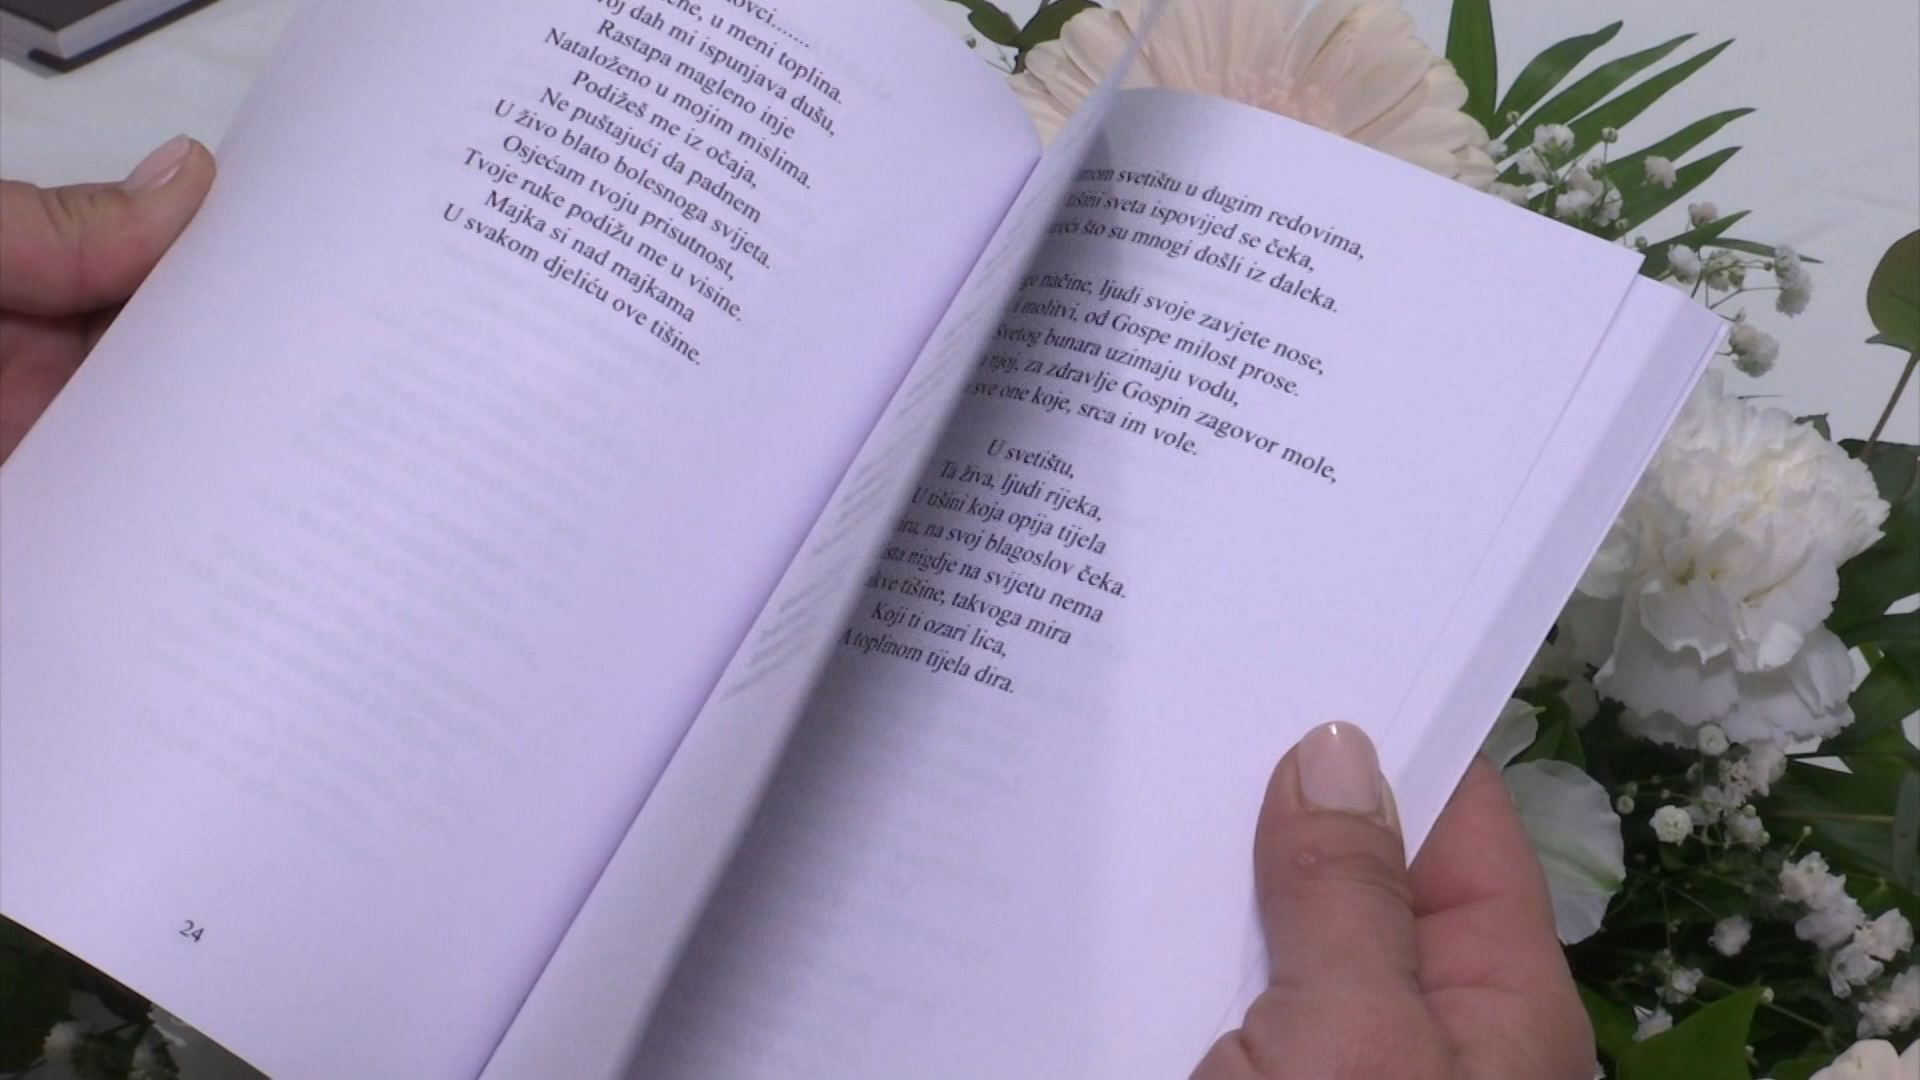 u meni toplina.
dah mi ispunjava dušu,
Rastapa magleno inje
Nataloženo u mojim mislima.
Podižeš me iz očaja,
Ne puštajući da padnem
U živo blato bolesnoga svijeta.
Osjećam tvoju prisutnost,
Tvoje ruke podižu me u visine.
Majka si nad majkama
U svakom djeliću ove tišine.
24
svetištu u dugim redovima,
sveta ispovijed se čeka,
što su mnogi došli iz daleka.
načine, ljudi svoje zavjete nose,
i molitvi, od Gospe milost prose.
Svetog bunara uzimaju vodu,
njoj, za zdravlje Gospin zagovor mole,
sve one koje, srca im vole.
U svetištu,
Ta živa, ljudi rijeka,
U tišini koja opija tijela
na svoj blagoslov čeka.
nigdje na svijetu nema
tišine, takvoga mira
Koji ti ozari lica,
A toplinom tijela dira.